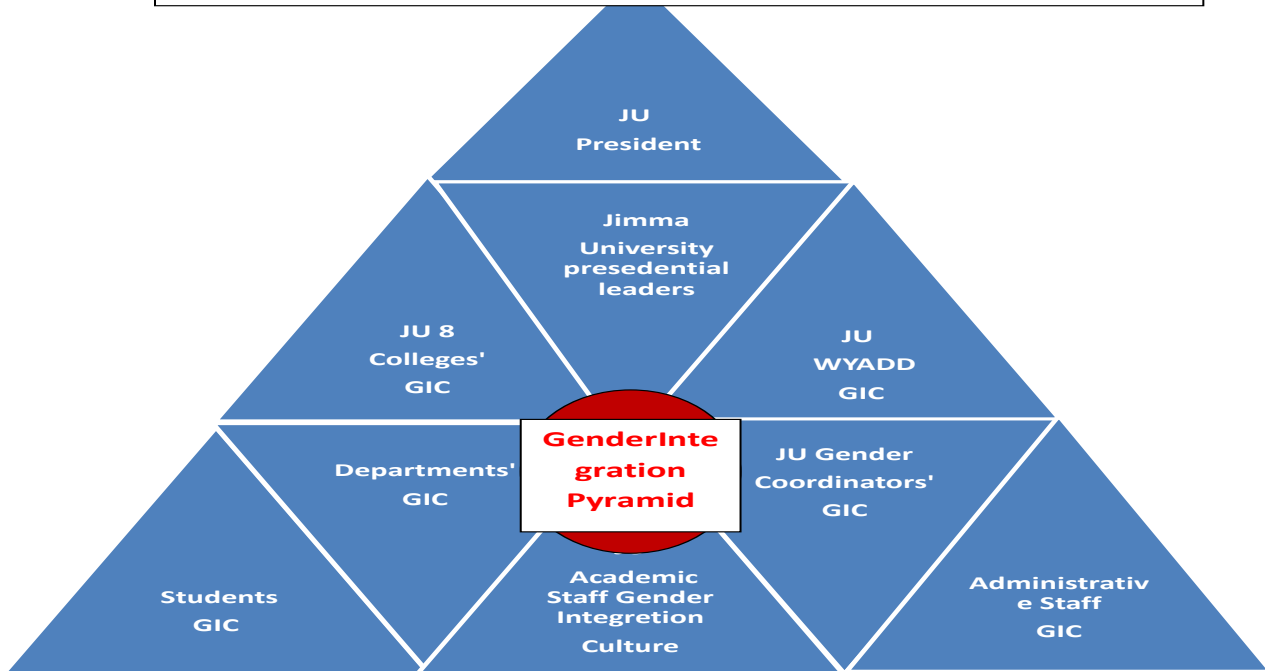 JU
President
Jimma
University
presedential
leaders
JU 8
Colleges'
GIC
JU
WYADD
GIC
Departments'
GIC
GenderInte
gration
Pyramid
JU Gender
Coordinators'
GIC
Students
GIC
Academic
Staff Gender
Integretion
Culture
Administrativ
e Staff
GIC